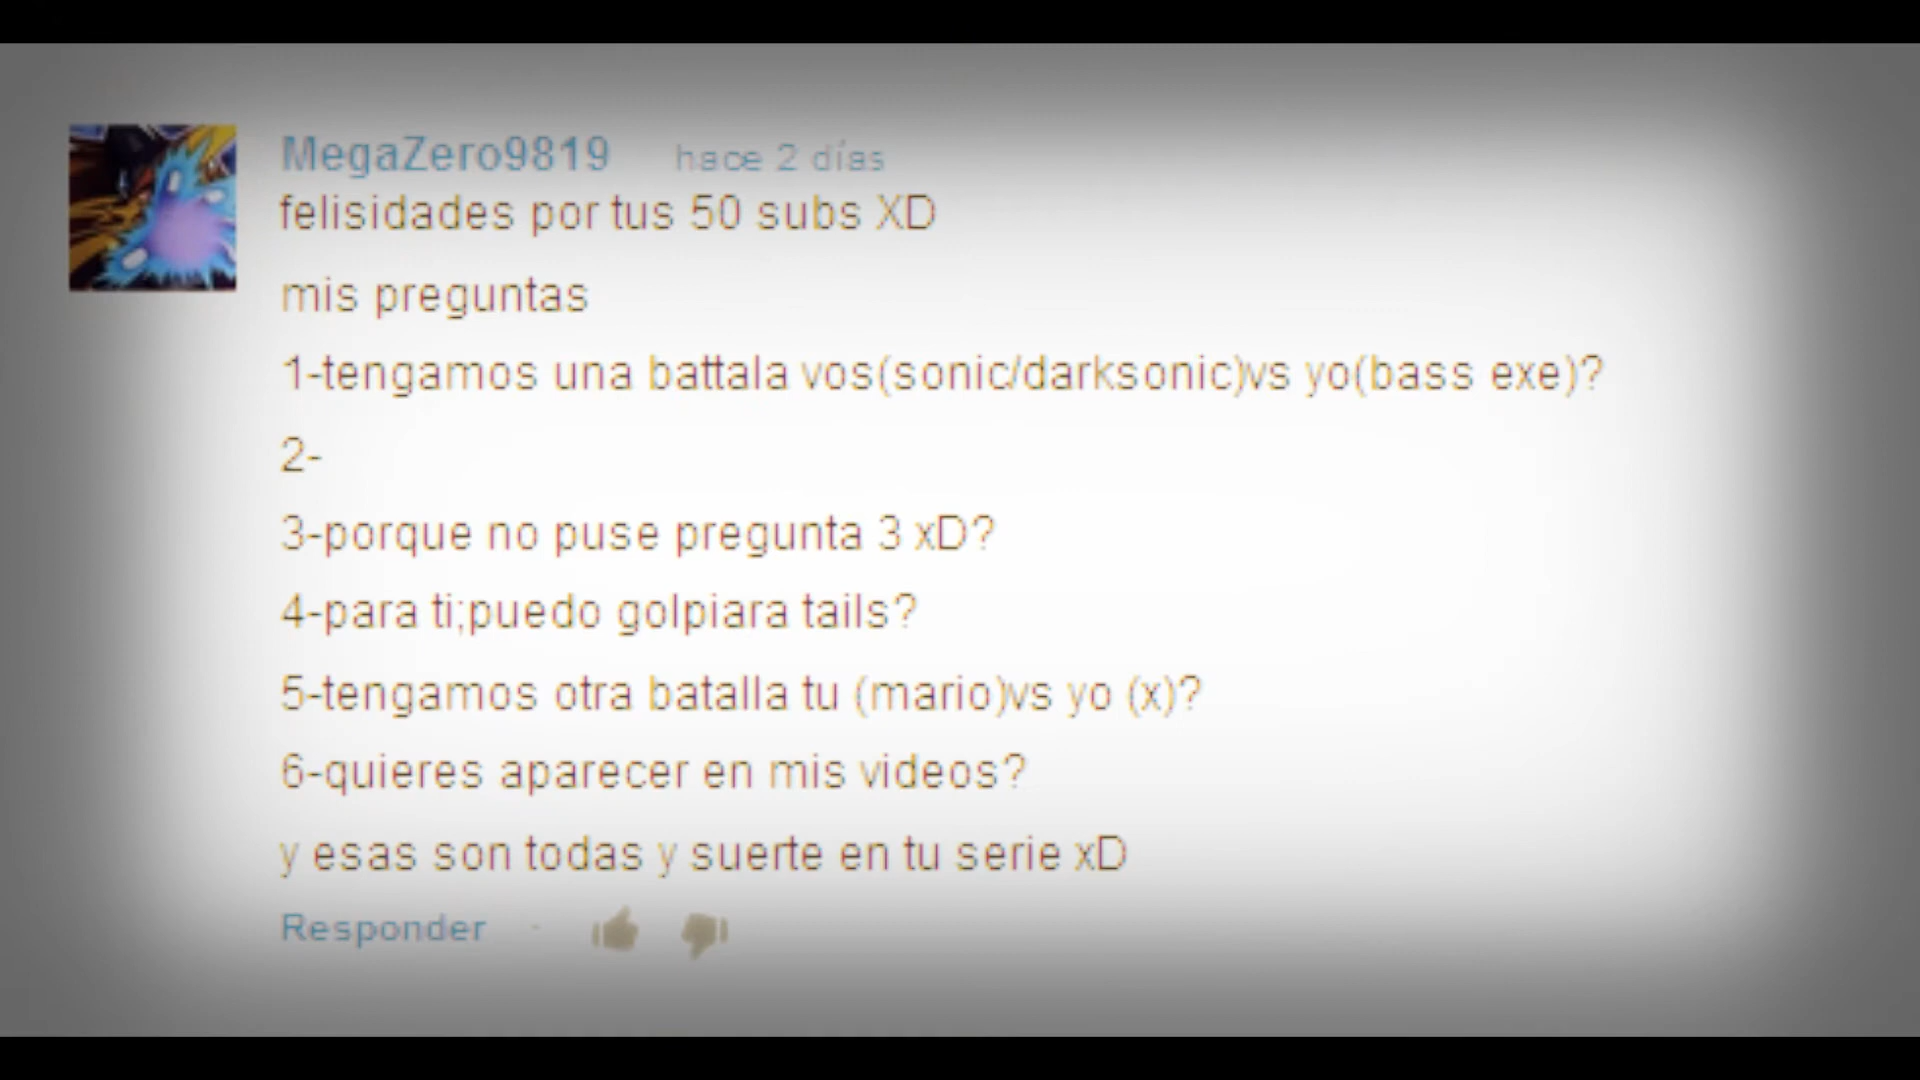 MegaZero9819 hace 2 días
felisidades por tus 50 subs XD
mis preguntas
1-tengamos una battala vos(sonic/darksonic)vs yo(bass exe)?
2-
3-porque no puse pregunta 3 xD?
4-para ti;puedo golpiara tails?
5-tengamos otra batalla tu (mario)vs yo (x)?
6-quieres aparecer en mis videos?
y esas son todas y suerte en tu serie xD
Responder ·